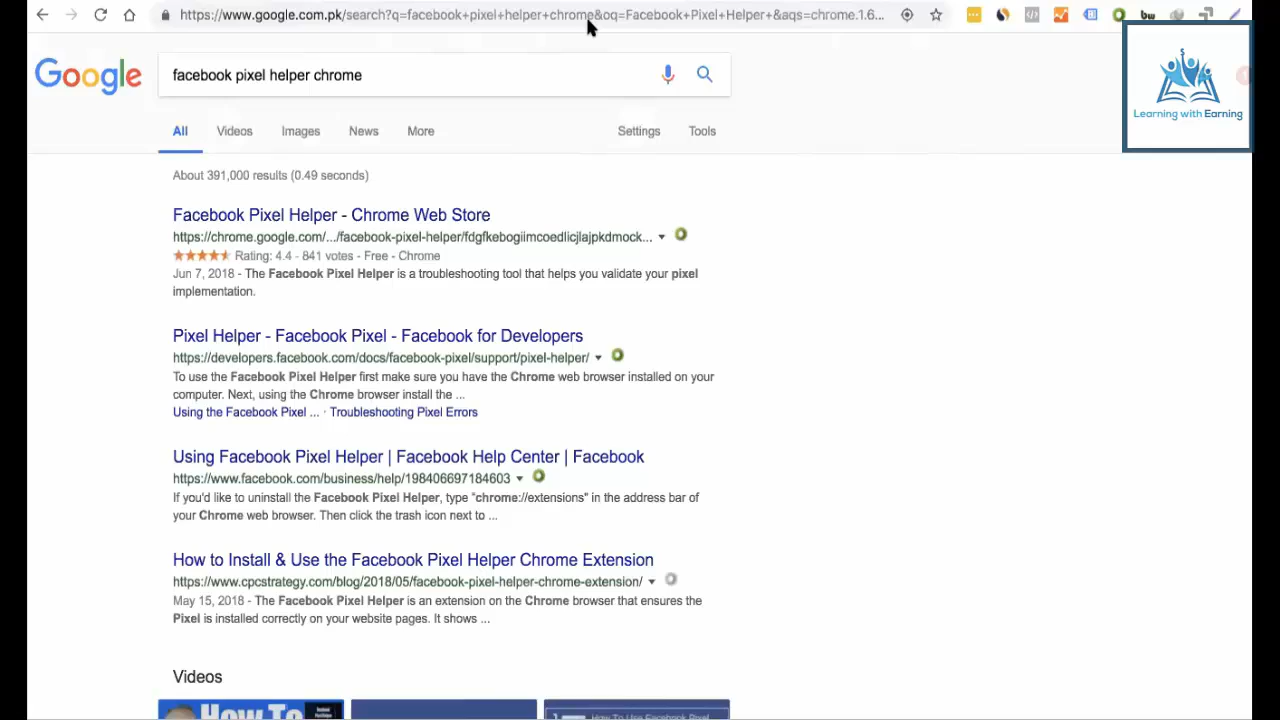 https://www.google.com.pk/search?q=facebook+pixel+helper+chrome&oq=Facebook+Pixel+Helper+&aqs=chrome.1.6...
bw
Google
facebook pixel helper chrome
Learning with Earning
All Videos Images News More Settings Tools
About 391,000 results (0.49 seconds)
Facebook Pixel Helper - Chrome Web Store
https://chrome.google.com/.../facebook-pixel-helper/fdgfkebogiimcoedlicjlajpkdmock...
Rating: 4.4 - 841 votes - Free - Chrome
Jun 7, 2018 - The Facebook Pixel Helper is a troubleshooting tool that helps you validate your pixel
implementation.
Pixel Helper - Facebook Pixel - Facebook for Developers
https://developers.facebook.com/docs/facebook-pixel/support/pixel-helper/
To use the Facebook Pixel Helper first make sure you have the Chrome web browser installed on your
computer. Next, using the Chrome browser install the ...
Using the Facebook Pixel ... · Troubleshooting Pixel Errors
Using Facebook Pixel Helper | Facebook Help Center | Facebook
https://www.facebook.com/business/help/198406697184603
If you'd like to uninstall the Facebook Pixel Helper, type "chrome://extensions" in the address bar of
your Chrome web browser. Then click the trash icon next to ...
How to Install & Use the Facebook Pixel Helper Chrome Extension
https://www.cpcstrategy.com/blog/2018/05/facebook-pixel-helper-chrome-extension/
May 15, 2018 - The Facebook Pixel Helper is an extension on the Chrome browser that ensures the
Pixel is installed correctly on your website pages. It shows ...
Videos
How To
How To Use Facebook Pixel